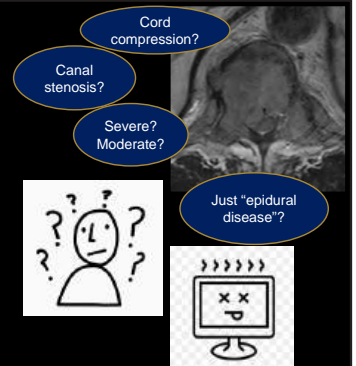 Cord
compression?
Canal
stenosis?
Severe?
Moderate?
Just “epidural
disease”?
? ? ? ? ? ?